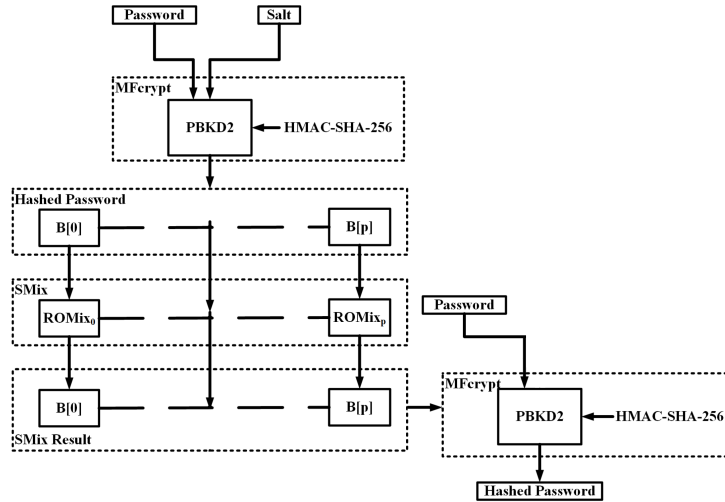 Password
Salt
MFcrypt
PBKD2
HMAC-SHA-256
Hashed Password
B[0]
B[p]
SMix
ROMix0
ROMixp
Password
B[0]
B[p]
SMix Result
MFcrypt
PBKD2
HMAC-SHA-256
Hashed Password